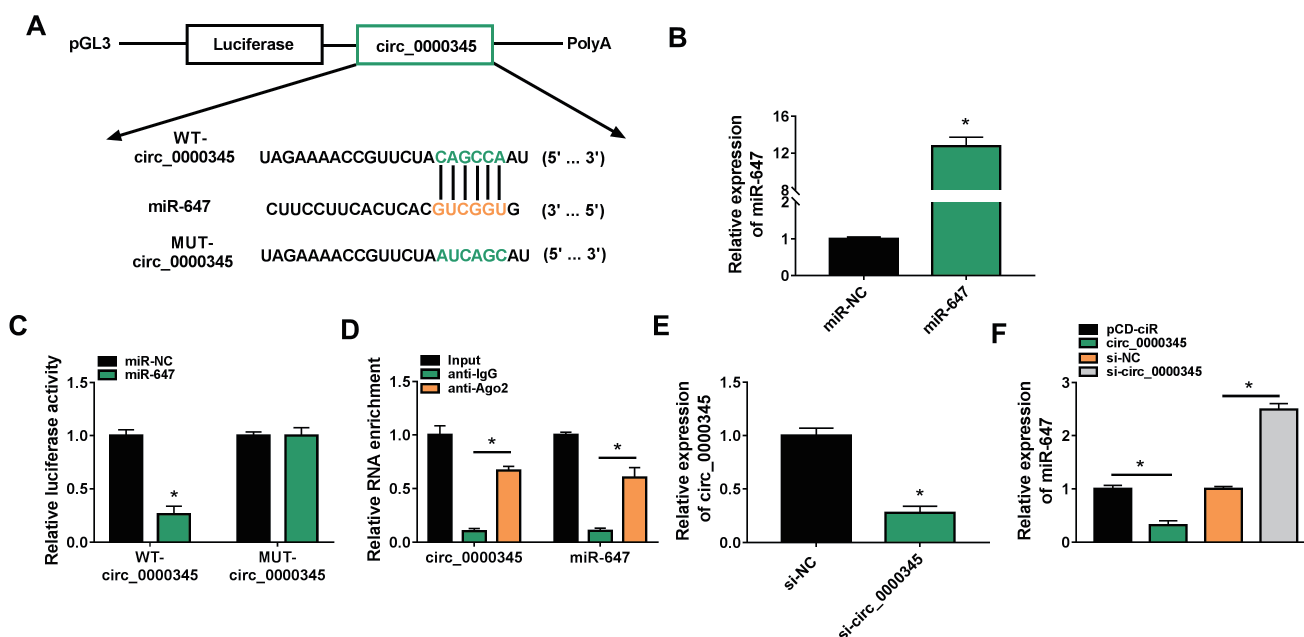 A
pGL3 Luciferase circ_0000345 PolyA
WT-
circ_0000345 UAGAAAACCGUUCUACAGCCAAU (5' ... 3')
miR-647 CUUCCUUCACUCACGUCGGUG (3' ... 5')
MUT-
circ_0000345 UAGAAAACCGUUCUAAUCAGCAU (5' ... 3')
B
Relative expression
of miR-647
16
12
8
2
1
0
*
miR-NC miR-647
C
miR-NC
miR-647
Relative luciferase activity
1.5
1.0
0.5
0.0
*
WT-
circ_0000345
MUT-
circ_0000345
D
Input
anti-IgG
anti-Ago2
Relative RNA enrichment
1.5
1.0
0.5
0.0
* *
circ_0000345 miR-647
E
Relative expression
of circ_0000345
1.5
1.0
0.5
0.0
*
si-NC si-circ_0000345
F
pCD-ciR
circ_0000345
si-NC
si-circ_0000345
Relative expression
of miR-647
3
2
1
0
* *